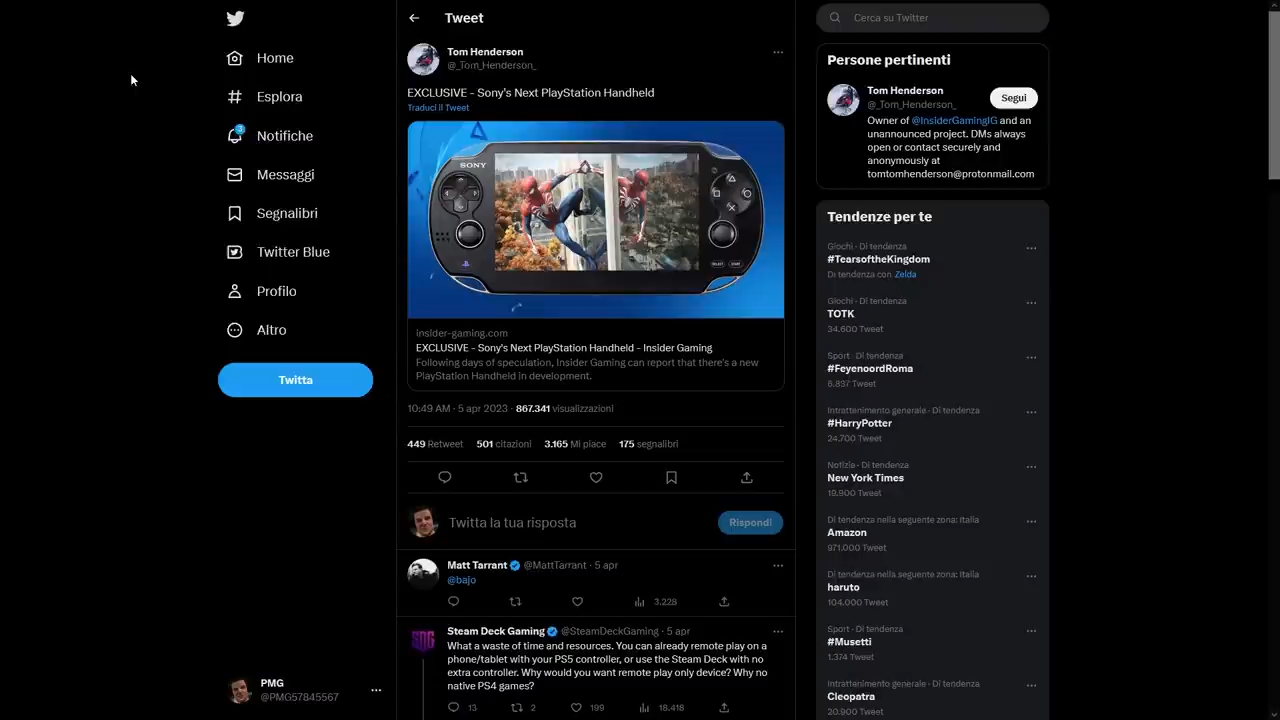 Home
Esplora
3
Notifiche
Messaggi
Segnalibri
Twitter Blue
Profilo
Altro
Twitta
PMG
@PMG57845567
Tweet
Tom Henderson
@_Tom_Henderson_
EXCLUSIVE - Sony's Next PlayStation Handheld
Traduci il Tweet
SONY
SELECT START
insider-gaming.com
EXCLUSIVE - Sony's Next PlayStation Handheld - Insider Gaming
Following days of speculation, Insider Gaming can report that there's a new
PlayStation Handheld in development.
10:49 AM · 5 apr 2023 · 867.341 visualizzazioni
449 Retweet 501 citazioni 3.165 Mi piace 175 segnalibri
Twitta la tua risposta
Rispondi
Matt Tarrant @MattTarrant · 5 apr
@bajo
3.228
Steam Deck Gaming @SteamDeckGaming · 5 apr
What a waste of time and resources. You can already remote play on a
phone/tablet with your PS5 controller, or use the Steam Deck with no
extra controller. Why would you want remote play only device? Why no
native PS4 games?
13 2 199 18.418
Cerca su Twitter
Persone pertinenti
Tom Henderson
@_Tom_Henderson_
Segui
Owner of @InsiderGamingIG and an
unannounced project. DMs always
open or contact securely and
anonymously at
tomtomhenderson@protonmail.com
Tendenze per te
Giochi · Di tendenza
#TearsoftheKingdom
Di tendenza con Zelda
Giochi · Di tendenza
TOTK
34.600 Tweet
Sport · Di tendenza
#FeyenoordRoma
6.837 Tweet
Intrattenimento generale · Di tendenza
#HarryPotter
24.700 Tweet
Notizie · Di tendenza
New York Times
19.900 Tweet
Di tendenza nella seguente zona: Italia
Amazon
971.000 Tweet
Di tendenza nella seguente zona: Italia
haruto
104.000 Tweet
Sport · Di tendenza
#Musetti
1.374 Tweet
Intrattenimento generale · Di tendenza
Cleopatra
20.900 Tweet